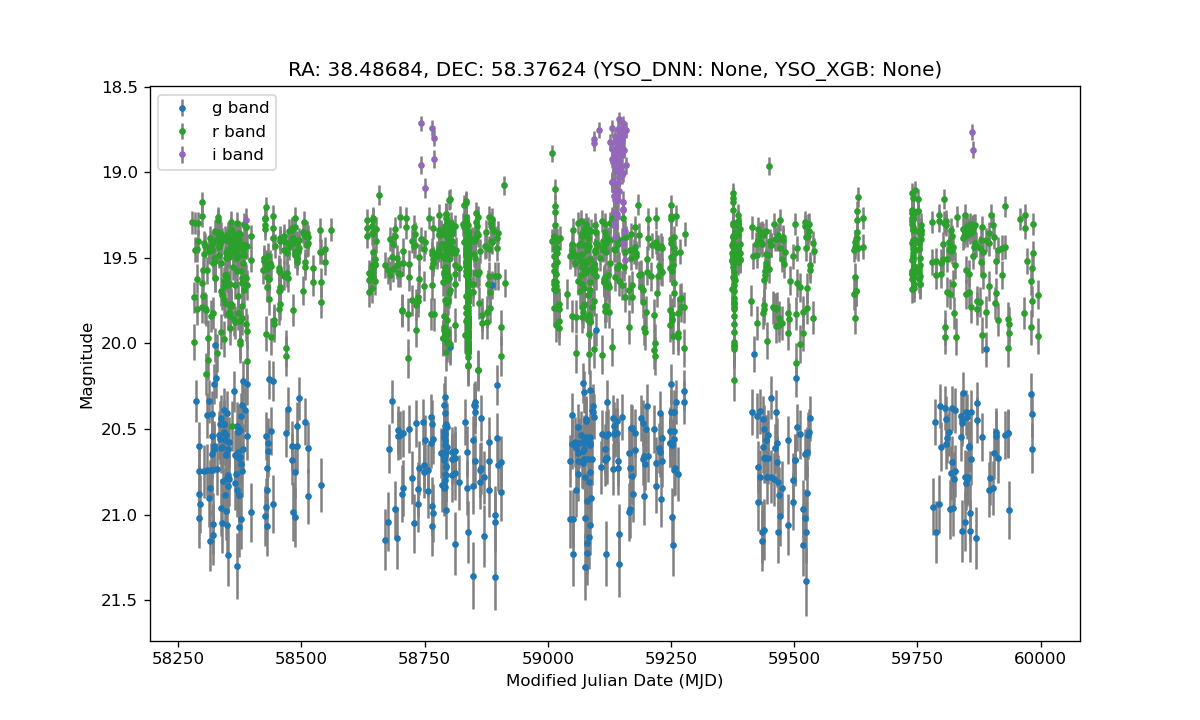 RA: 38.48684, DEC: 58.37624 (YSO_DNN: None, YSO_XGB: None)
g band
r band
i band
18.5
19.0
19.5
20.0
20.5
21.0
21.5
Magnitude
58250 58500 58750 59000 59250 59500 59750 60000
Modified Julian Date (MJD)